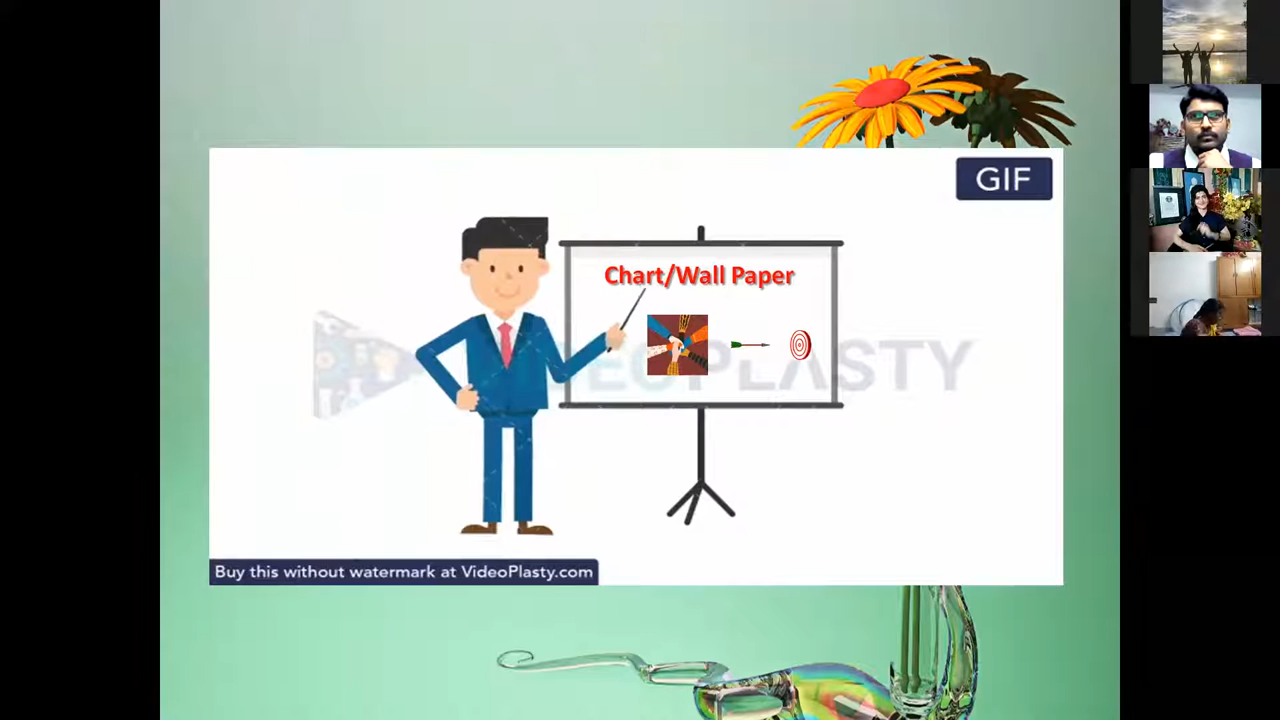 GIF
Chart/Wall Paper
VIDEOPLASTY
Buy this without watermark at VideoPlasty.com